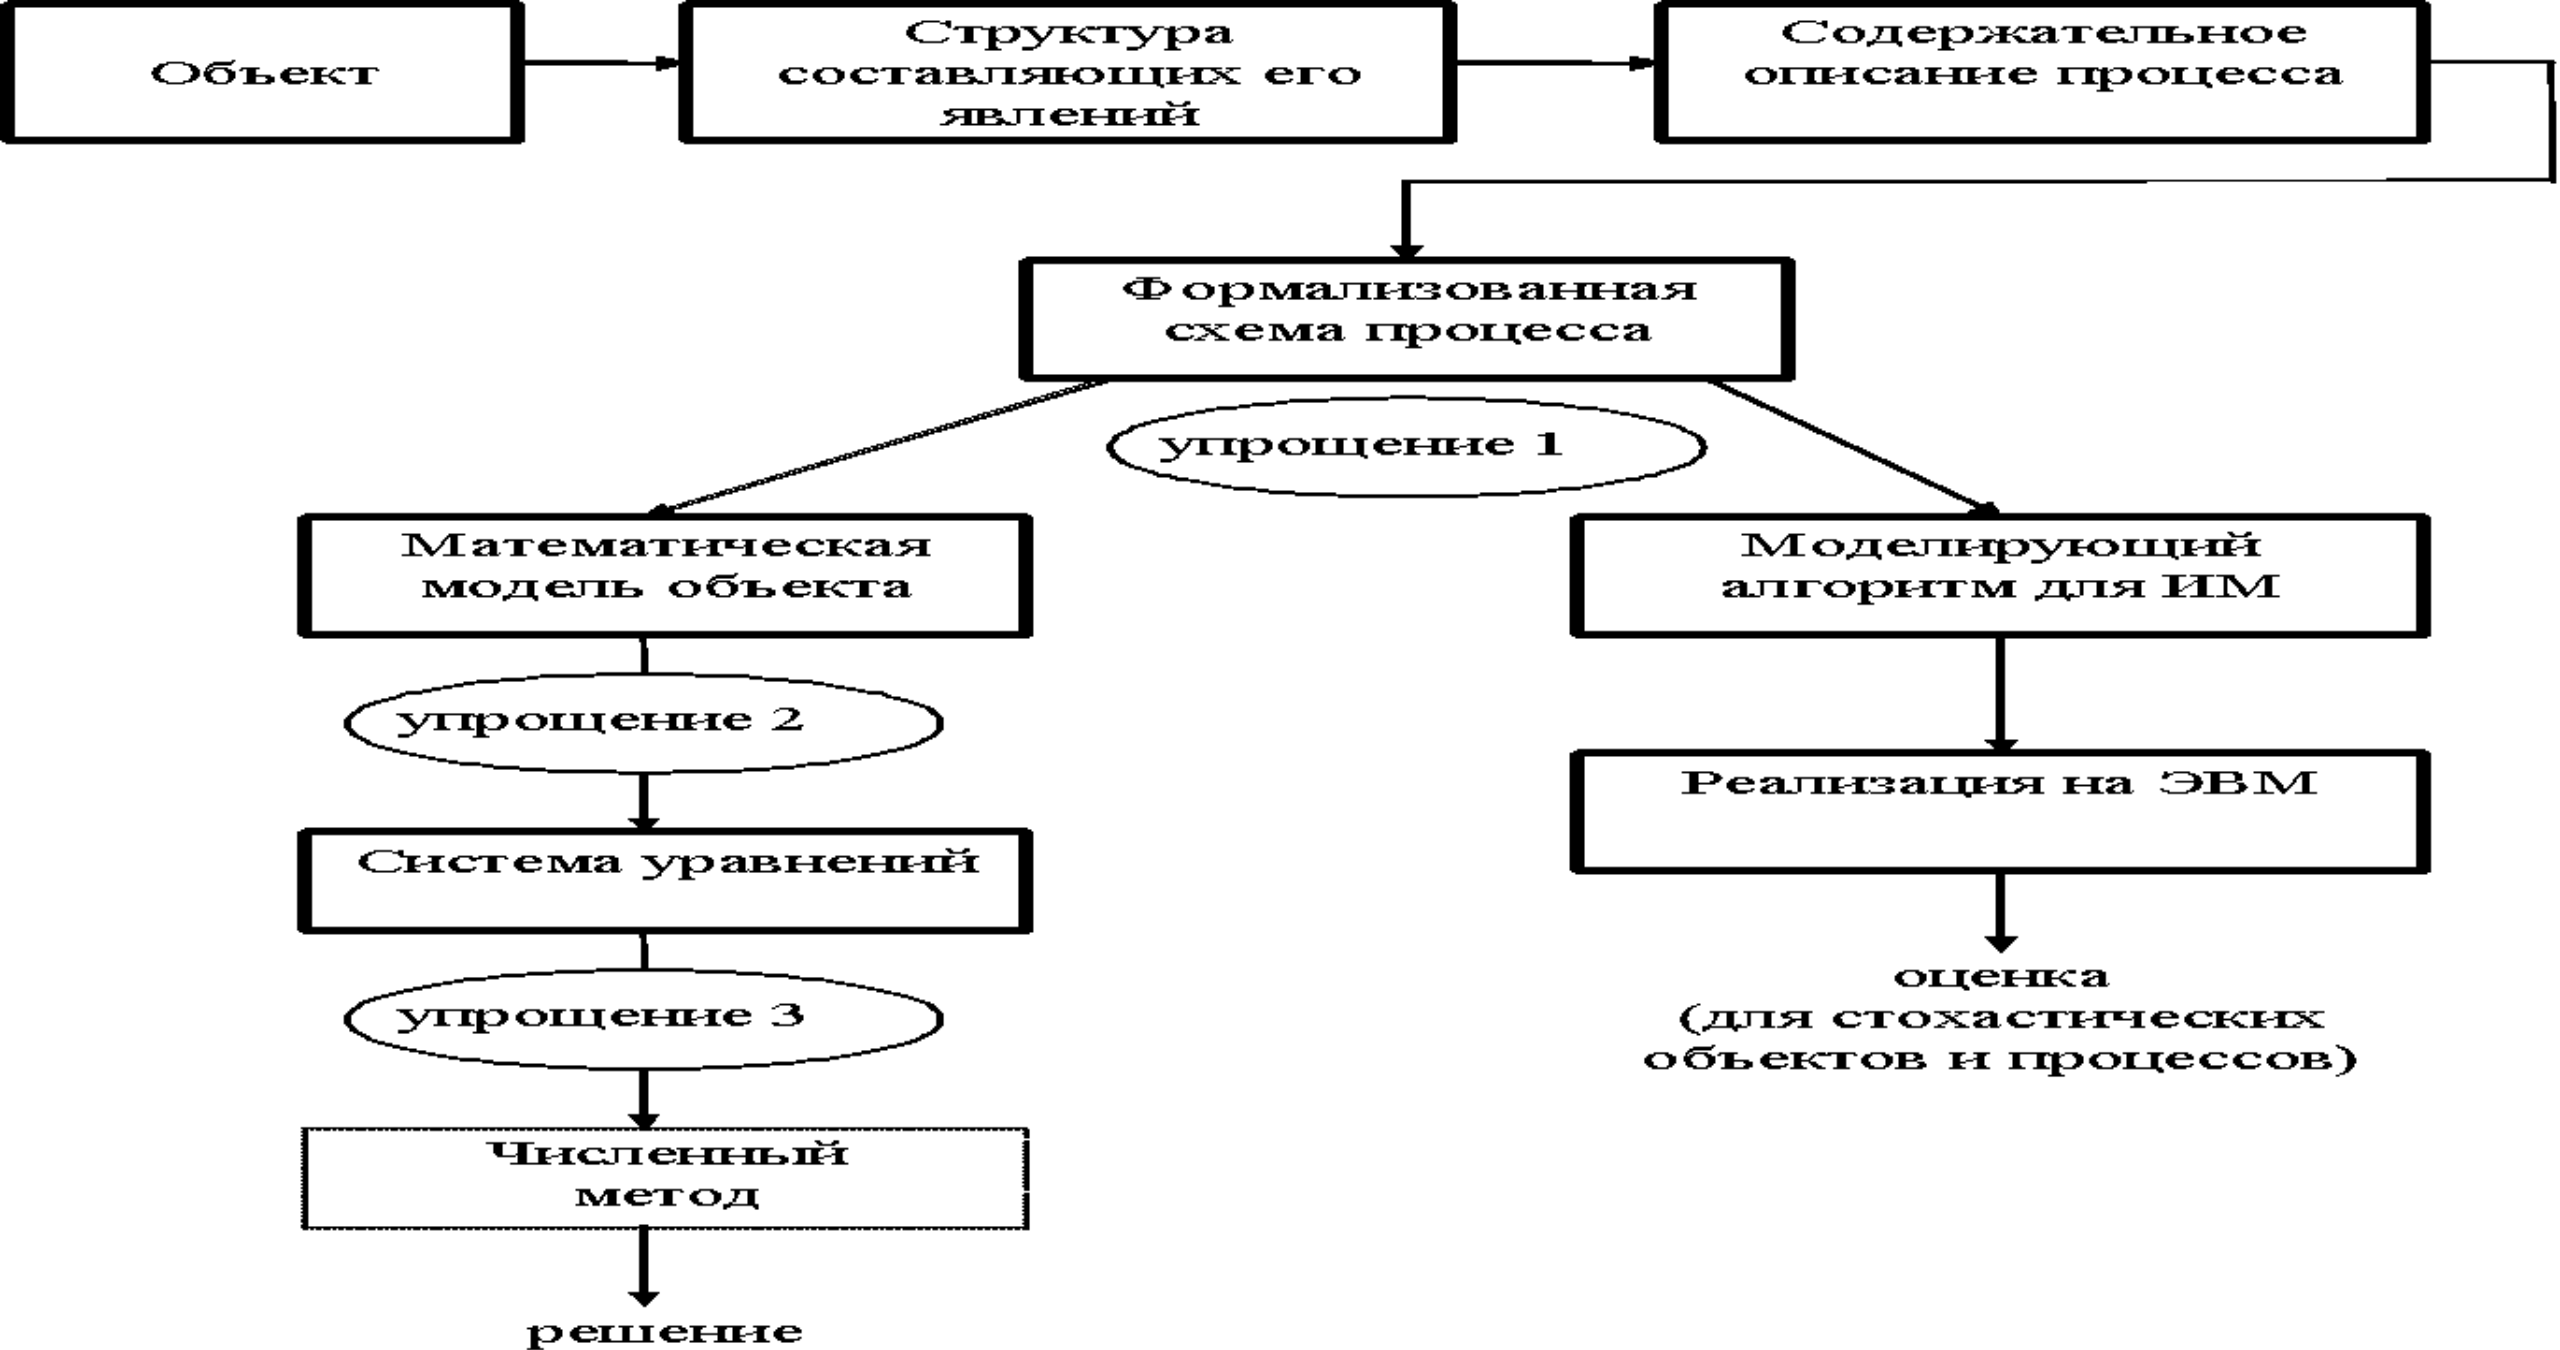 Объект
Структура
составляющих его
явлений
Содержательное
описание процесса
Формализованная
схема процесса
упрощение 1
Математическая
модель объекта
Моделирующий
алгоритм для ИМ
упрощение 2
Реализация на ЭВМ
Система уравнений
оценка
(для стохастических
объектов и процессов)
упрощение 3
Численный
метод
решение